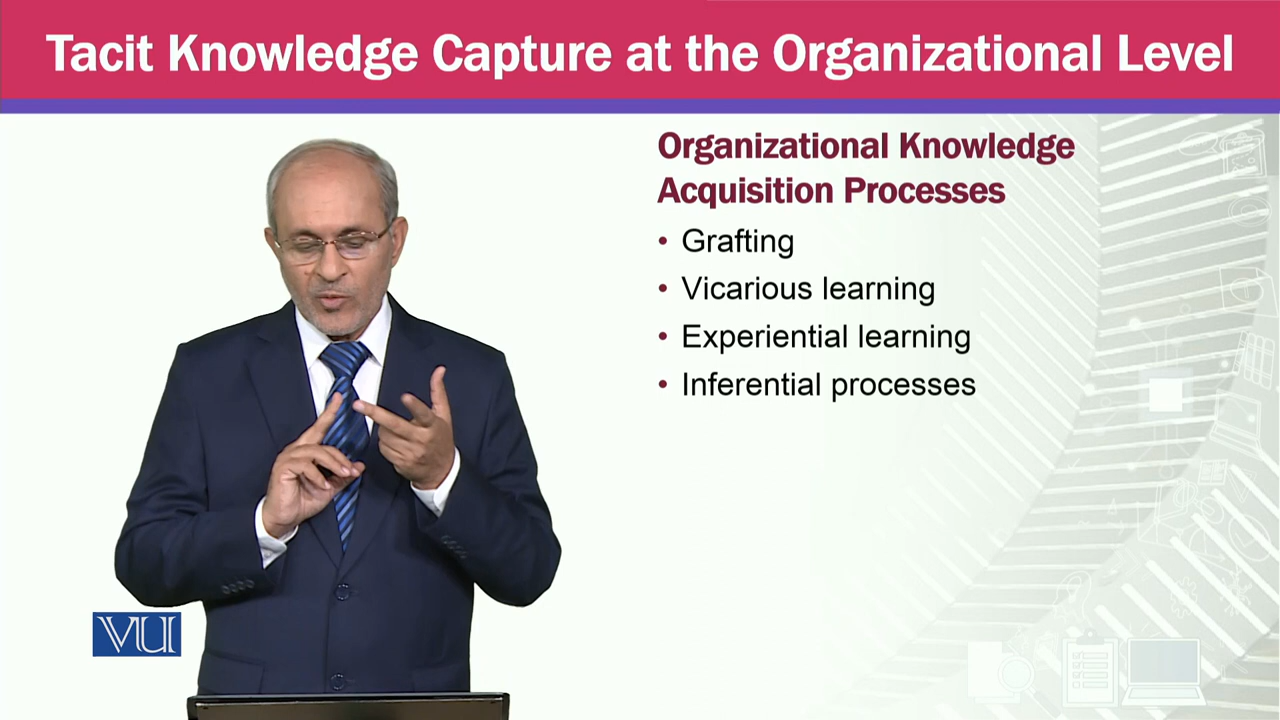 Tacit Knowledge Capture at the Organizational Level
Organizational Knowledge
Acquisition Processes
• Grafting
• Vicarious learning
• Experiential learning
• Inferential processes
VU